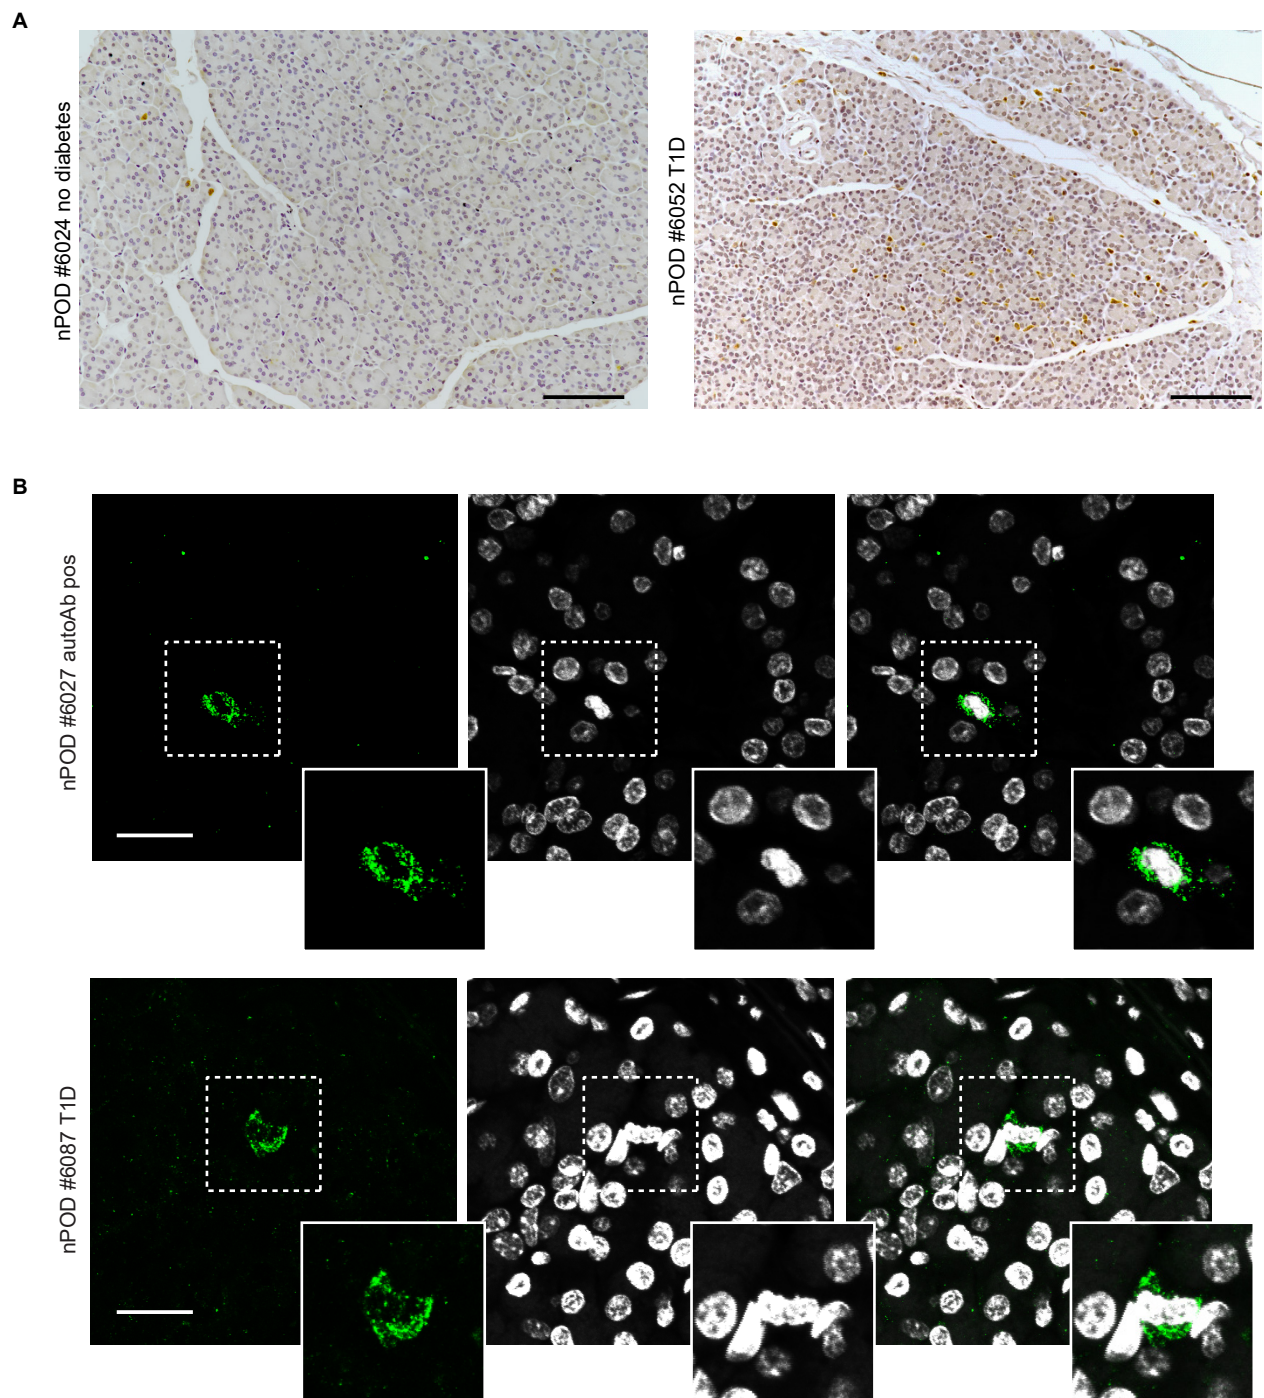 A
nPOD #6024 no diabetes
nPOD #6052 T1D
B
nPOD #6027 autoAb pos
nPOD #6087 T1D